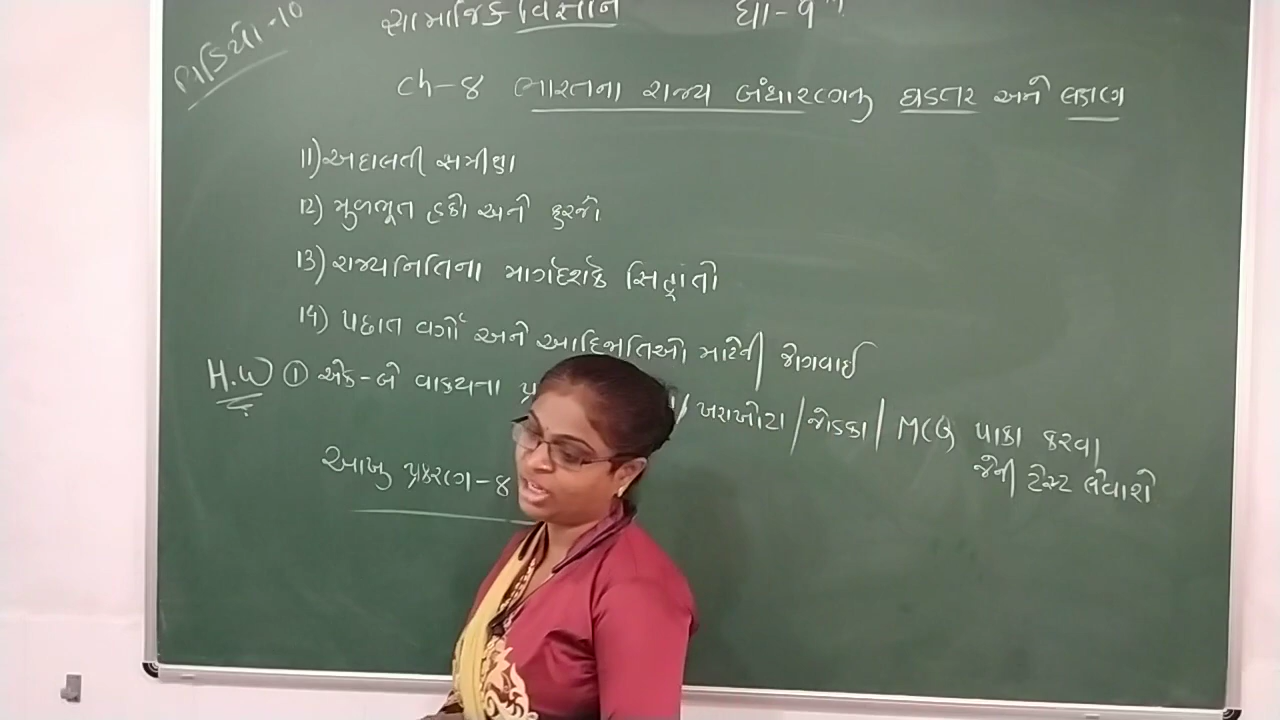 વિડિયો-10
સામાજિક વિજ્ઞાન ધો-9
ch-8 ભારતના રાજ્ય બંધારણનુ ઘડતર અને લક્ષણ
11) અદાલતી સમીક્ષા
12) મુળભૂત હકો અને ફરજો
13) રાજ્યનિતિના માર્ગદર્શક સિદ્ધાંતો
14) પછાત વર્ગો અને આદિજાતિઓ માટેની જોગવાઈ
H.W ① એક-બે વાક્યના પ્ર / ખરાખોટા / જોડકા / MCQ પાકા કરવા
જેની ટેસ્ટ લેવાશે
આખુ પ્રકરણ-8